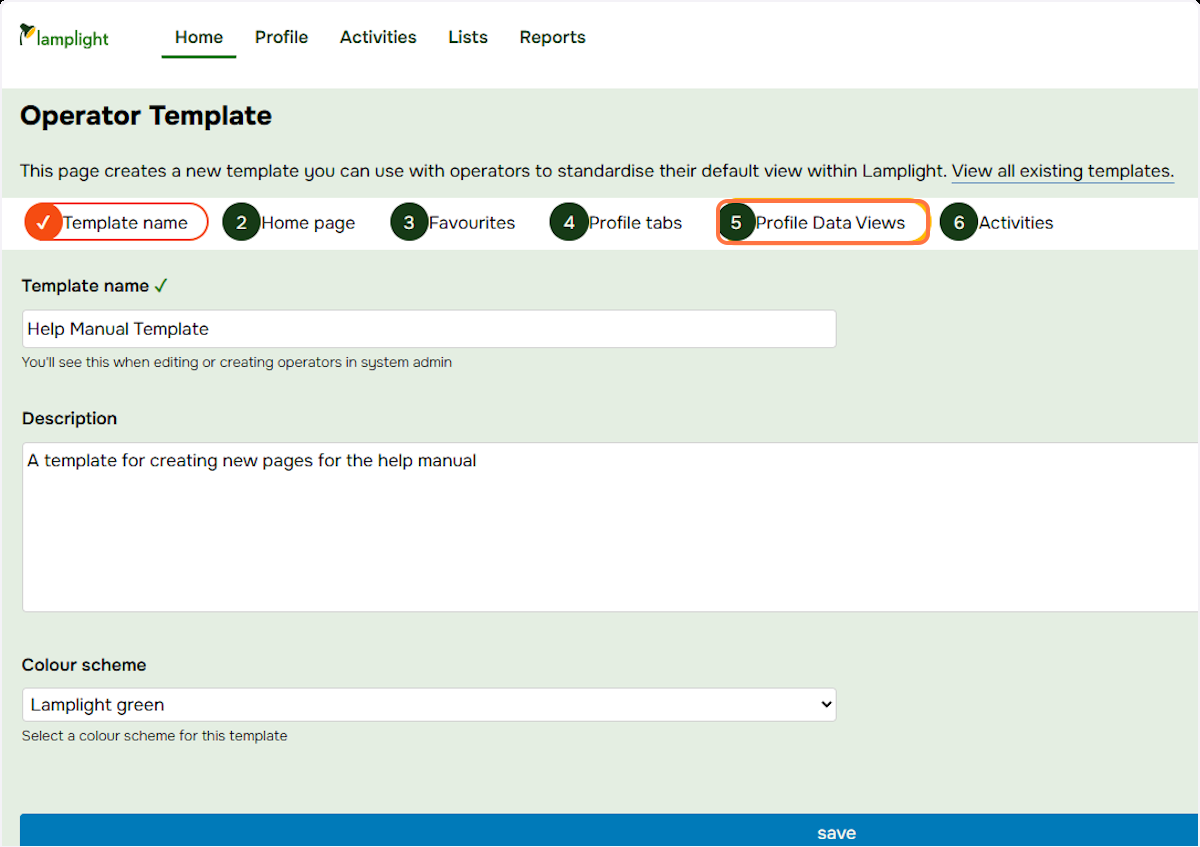 lamplight Home Profile Activities Lists Reports
Operator Template
This page creates a new template you can use with operators to standardise their default view within Lamplight. View all existing templates.
✓ Template name 2 Home page 3 Favourites 4 Profile tabs 5 Profile Data Views 6 Activities
Template name ✓
Help Manual Template
You'll see this when editing or creating operators in system admin
Description
A template for creating new pages for the help manual
Colour scheme
Lamplight green
Select a colour scheme for this template
save